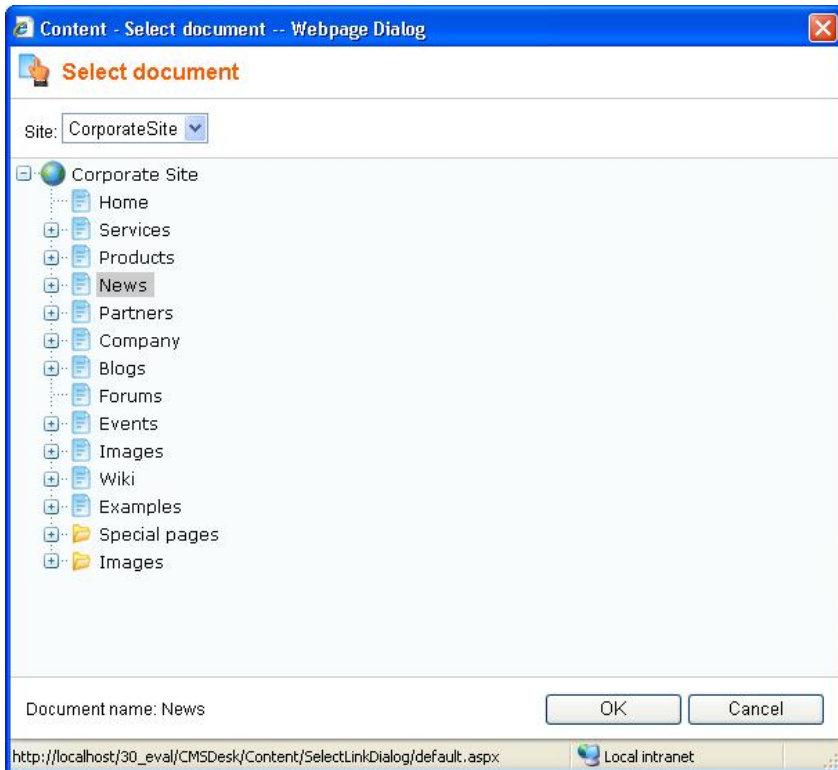 Content - Select document -- Webpage Dialog
Select document
Site: CorporateSite
Corporate Site
Home
Services
Products
News
Partners
Company
Blogs
Forums
Events
Images
Wiki
Examples
Special pages
Images
Document name: News OK Cancel
http://localhost/30_eval/CMSDesk/Content/SelectLinkDialog/default.aspx Local intranet